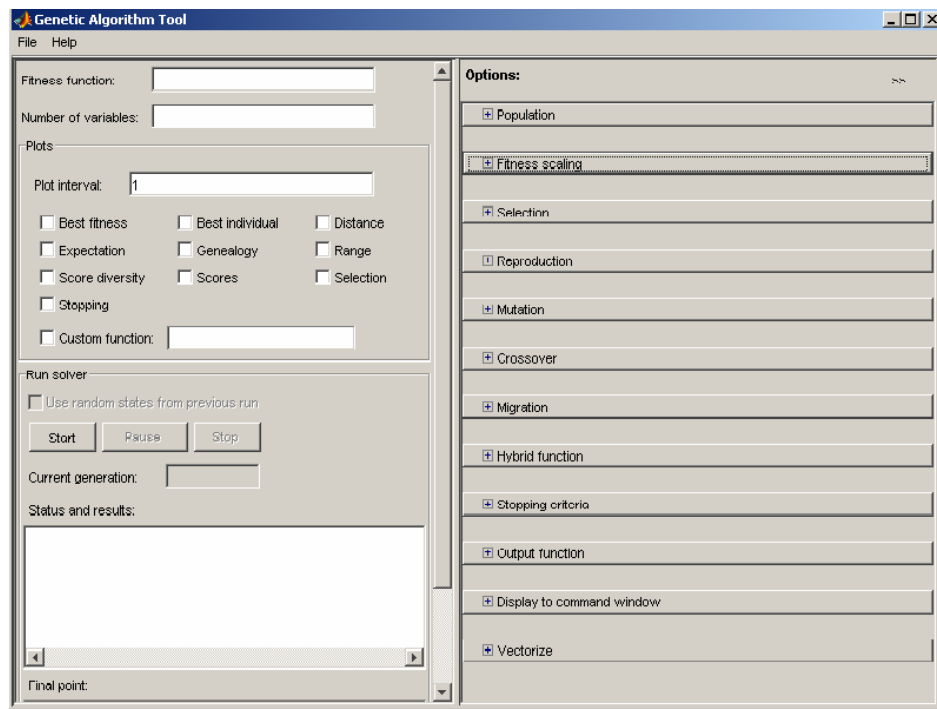 Genetic Algorithm Tool
File Help
Fitness function:
Number of variables:
Plots
Plot interval: 1
Best fitness Best individual Distance
Expectation Genealogy Range
Score diversity Scores Selection
Stopping
Custom function:
Run solver
Use random states from previous run
Start Pause Stop
Current generation:
Status and results:
Final point:
Options: >>
Population
Fitness scaling
Selection
Reproduction
Mutation
Crossover
Migration
Hybrid function
Stopping criteria
Output function
Display to command window
Vectorize